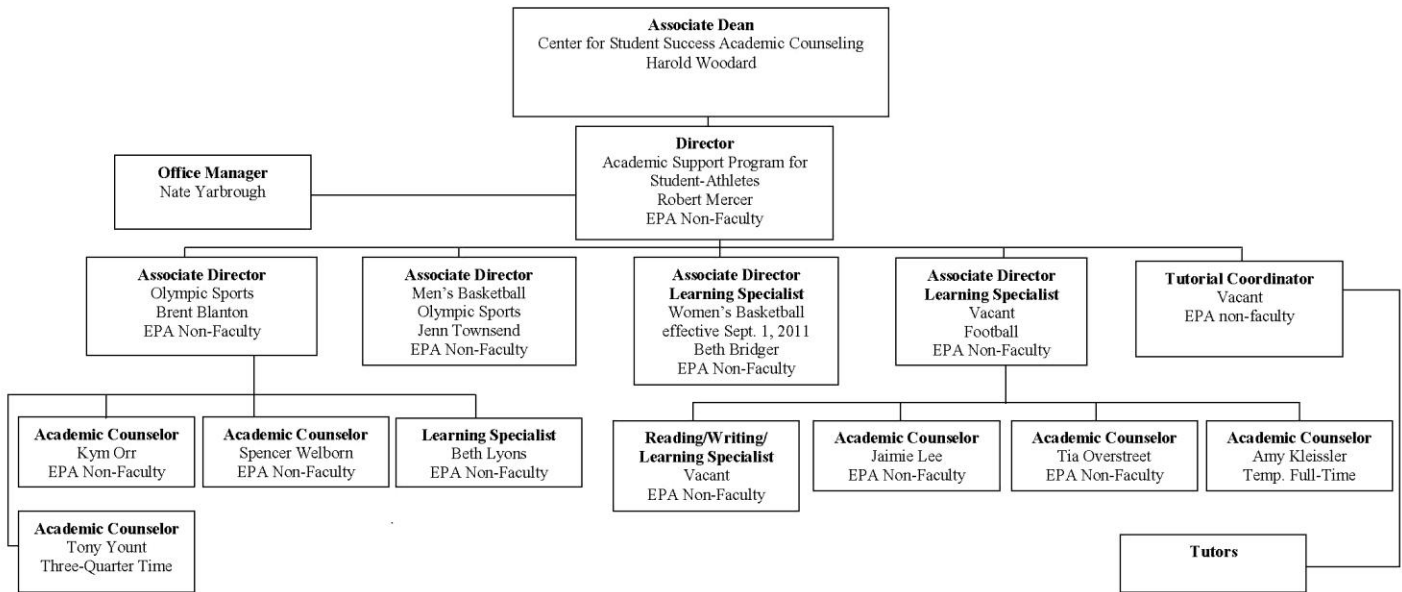 Associate Dean
Center for Student Success Academic Counseling
Harold Woodard
Director
Academic Support Program for
Student-Athletes
Robert Mercer
EPA Non-Faculty
Office Manager
Nate Yarbrough
Associate Director
Olympic Sports
Brent Blanton
EPA Non-Faculty
Associate Director
Men's Basketball
Olympic Sports
Jenn Townsend
EPA Non-Faculty
Associate Director
Learning Specialist
Women's Basketball
effective Sept. 1, 2011
Beth Bridger
EPA Non-Faculty
Associate Director
Learning Specialist
Vacant
Football
EPA Non-Faculty
Tutorial Coordinator
Vacant
EPA non-faculty
Academic Counselor
Kym Orr
EPA Non-Faculty
Academic Counselor
Spencer Welborn
EPA Non-Faculty
Learning Specialist
Beth Lyons
EPA Non-Faculty
Reading/Writing/
Learning Specialist
Vacant
EPA Non-Faculty
Academic Counselor
Jaimie Lee
EPA Non-Faculty
Academic Counselor
Tia Overstreet
EPA Non-Faculty
Academic Counselor
Amy Kleissler
Temp. Full-Time
Academic Counselor
Tony Yount
Three-Quarter Time
Tutors